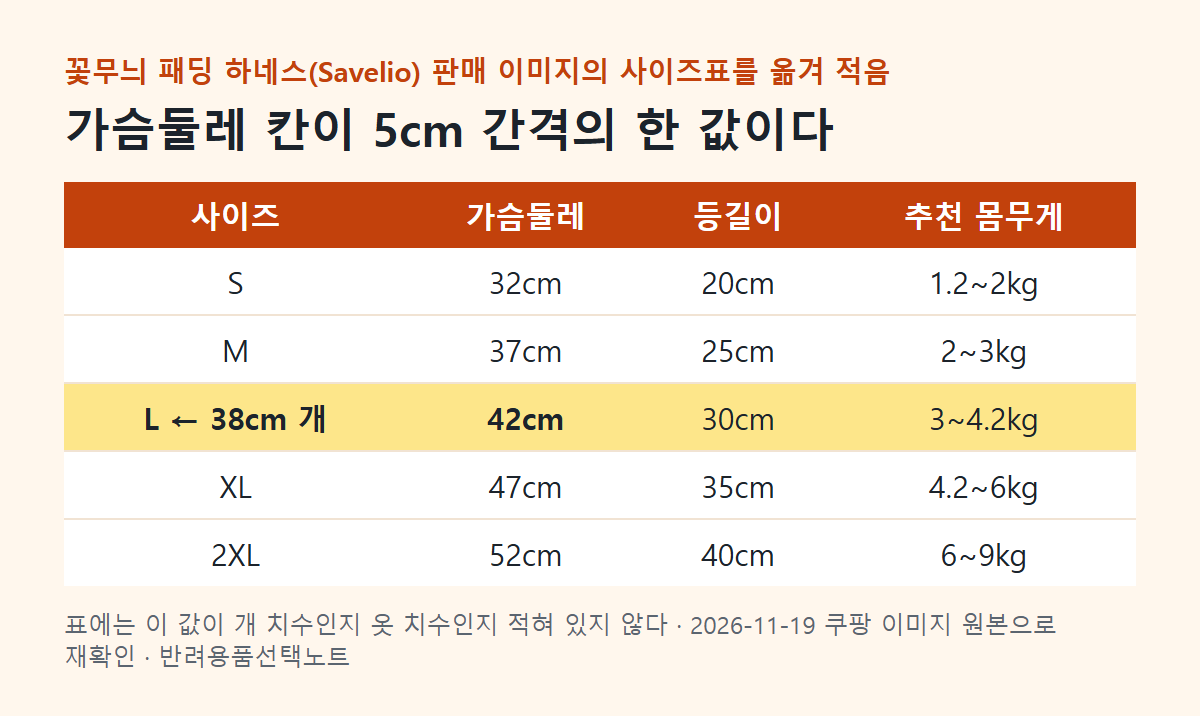 꽃무늬 패딩 하네스(Savelio) 판매 이미지의 사이즈표를 옮겨 적음
가슴둘레 칸이 5cm 간격의 한 값이다
사이즈 가슴둘레 등길이 추천 몸무게
S 32cm 20cm 1.2~2kg
M 37cm 25cm 2~3kg
L ← 38cm 개 42cm 30cm 3~4.2kg
XL 47cm 35cm 4.2~6kg
2XL 52cm 40cm 6~9kg
표에는 이 값이 개 치수인지 옷 치수인지 적혀 있지 않다 · 2026-11-19 쿠팡 이미지 원본으로
재확인 · 반려용품선택노트